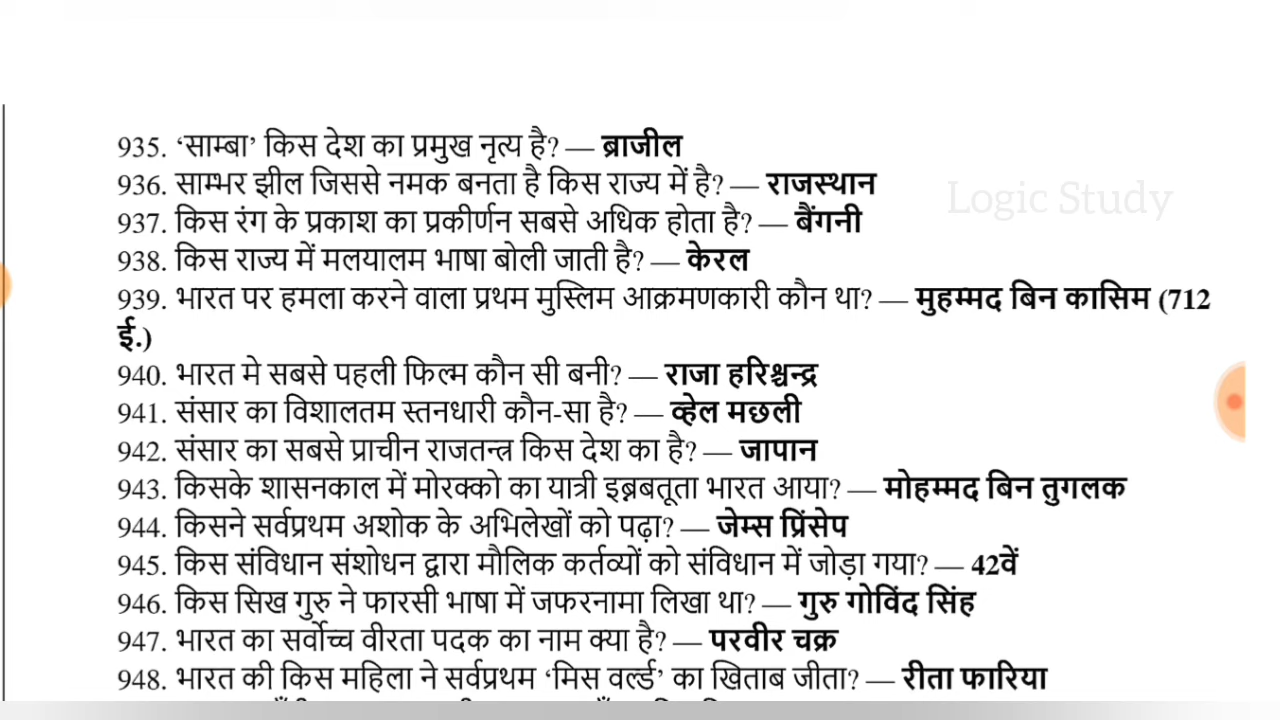 935. ‘साम्बा’ किस देश का प्रमुख नृत्य है? — ब्राजील
936. साम्भर झील जिससे नमक बनता है किस राज्य में है? — राजस्थान
Logic Study
937. किस रंग के प्रकाश का प्रकीर्णन सबसे अधिक होता है? — बैंगनी
938. किस राज्य में मलयालम भाषा बोली जाती है? — केरल
939. भारत पर हमला करने वाला प्रथम मुस्लिम आक्रमणकारी कौन था? — मुहम्मद बिन कासिम (712
ई.)
940. भारत मे सबसे पहली फिल्म कौन सी बनी? — राजा हरिश्चन्द्र
941. संसार का विशालतम स्तनधारी कौन-सा है? — व्हेल मछली
942. संसार का सबसे प्राचीन राजतन्त्र किस देश का है? — जापान
943. किसके शासनकाल में मोरक्को का यात्री इब्नबतूता भारत आया? — मोहम्मद बिन तुगलक
944. किसने सर्वप्रथम अशोक के अभिलेखों को पढ़ा? — जेम्स प्रिंसेप
945. किस संविधान संशोधन द्वारा मौलिक कर्तव्यों को संविधान में जोड़ा गया? — 42वें
946. किस सिख गुरु ने फारसी भाषा में जफरनामा लिखा था? — गुरु गोविंद सिंह
947. भारत का सर्वोच्च वीरता पदक का नाम क्या है? — परवीर चक्र
948. भारत की किस महिला ने सर्वप्रथम ‘मिस वर्ल्ड’ का खिताब जीता? — रीता फारिया